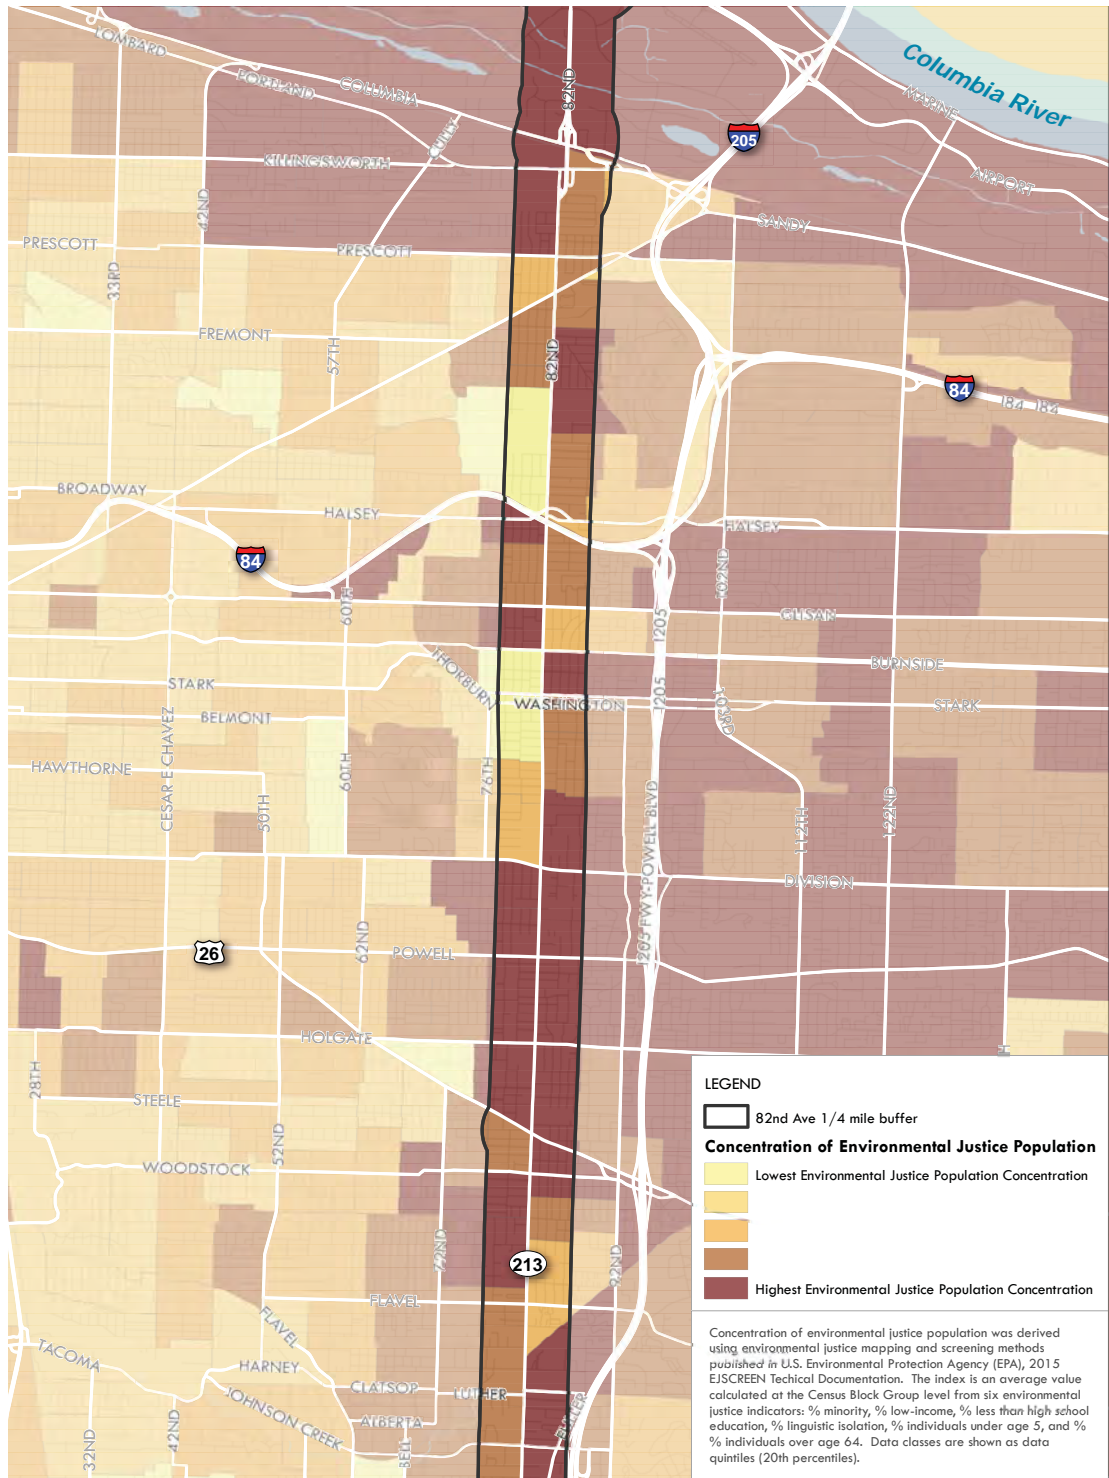 LOMBARD
PORTLAND
COLUMBIA
82ND
Columbia River
MARINE
205
CULLY
KILLINGSWORTH
AIRPORT
42ND
SANDY
PRESCOTT
PRESCOTT
33RD
FREMONT
57TH
82ND
84
I84 I84
BROADWAY
HALSEY
HALSEY
84
102ND
60TH
I205
GLISAN
THORBURN
BURNSIDE
STARK
I205
103RD
STARK
WASHINGTON
BELMONT
CESAR E CHAVEZ
HAWTHORNE
60TH
76TH
50TH
112TH
122ND
I205 FWY-POWELL BLVD
DIVISION
62ND
26
POWELL
HOLGATE
28TH
STEELE
52ND
WOODSTOCK
72ND
92ND
213
FLAVEL
FLAVEL
TACOMA
HARNEY
CLATSOP
LUTHER
JOHNSON CREEK
ALBERTA
FULLER
32ND
42ND
BELL
H
LEGEND
82nd Ave 1/4 mile buffer
Concentration of Environmental Justice Population
Lowest Environmental Justice Population Concentration
Highest Environmental Justice Population Concentration
Concentration of environmental justice population was derived
using environmental justice mapping and screening methods
published in U.S. Environmental Protection Agency (EPA), 2015
EJSCREEN Techical Documentation. The index is an average value
calculated at the Census Block Group level from six environmental
justice indicators: % minority, % low-income, % less than high school
education, % linguistic isolation, % individuals under age 5, and %
% individuals over age 64. Data classes are shown as data
quintiles (20th percentiles).